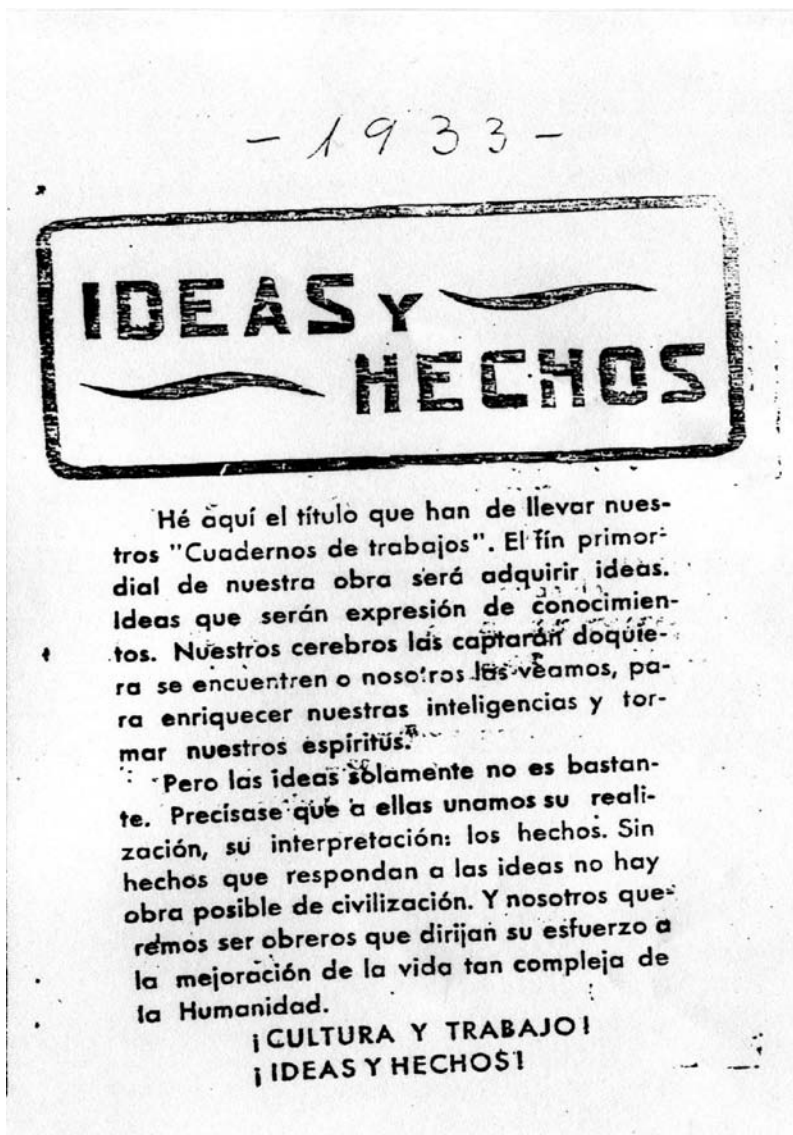 - 1933 -
IDEAS Y
HECHOS
Hé aquí el título que han de llevar nues-
tros "Cuadernos de trabajos". El fín primor-
dial de nuestra obra será adquirir ideas.
Ideas que serán expresión de conocimien-
tos. Nuestros cerebros las captarán doquie-
ra se encuentren o nosotros las veamos, pa-
ra enriquecer nuestras inteligencias y for-
mar nuestros espíritus.
Pero las ideas solamente no es bastan-
te. Precísase que a ellas unamos su reali-
zación, su interpretación: los hechos. Sin
hechos que respondan a las ideas no hay
obra posible de civilización. Y nosotros que-
remos ser obreros que dirijan su esfuerzo a
la mejoración de la vida tan compleja de
la Humanidad.
¡CULTURA Y TRABAJO!
¡IDEAS Y HECHOS!